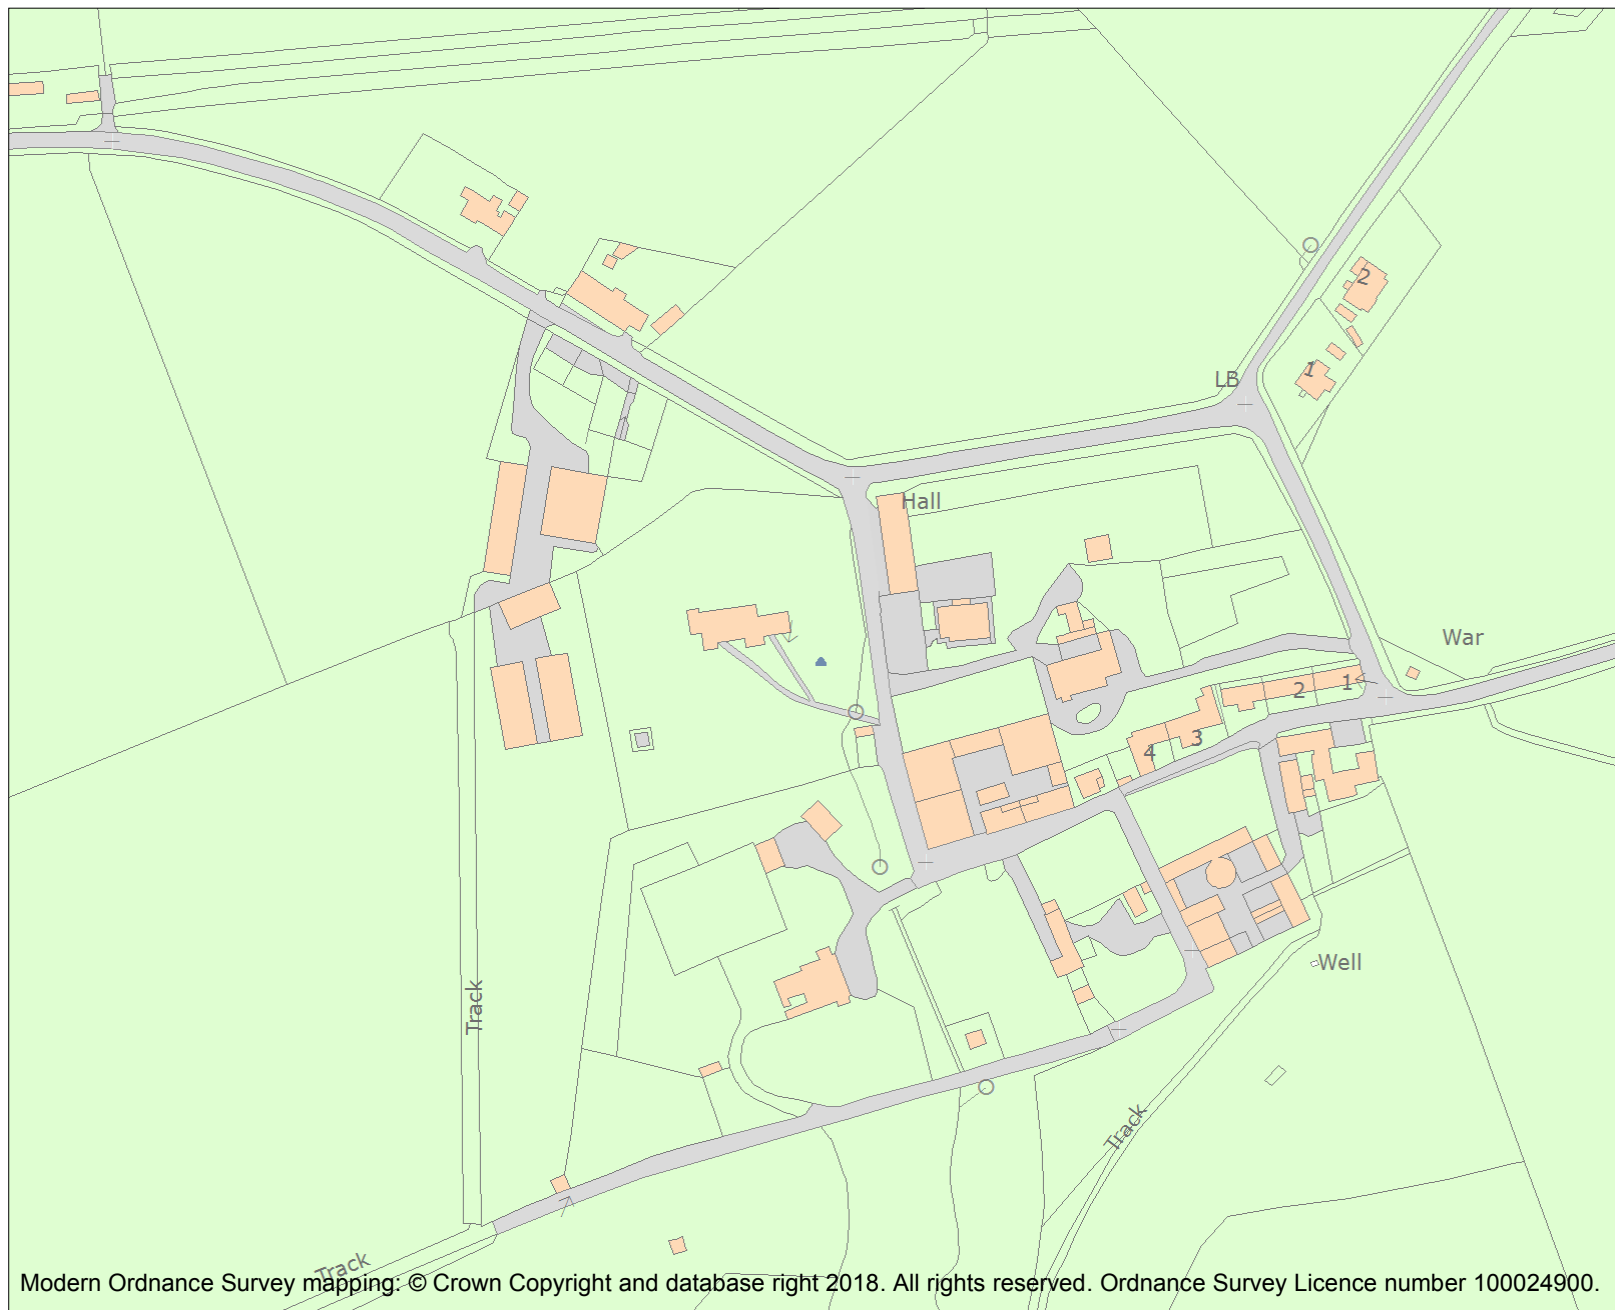 2
1
LB
Hall
War
1
2
3
4
Well
Track
Track
Track
Modern Ordnance Survey mapping: © Crown Copyright and database right 2018. All rights reserved. Ordnance Survey Licence number 100024900.